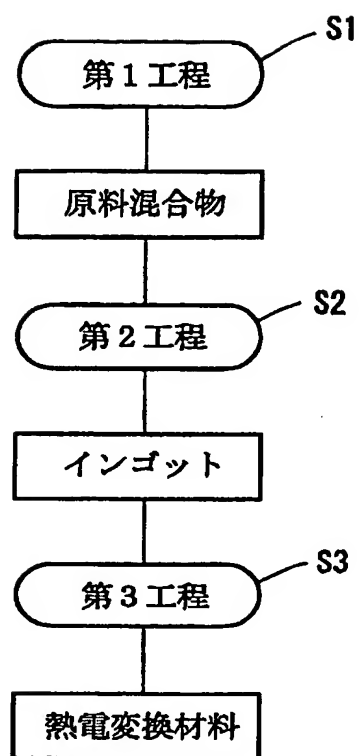 S1
第1工程
原料混合物
S2
第2工程
インゴット
S3
第3工程
熱電変換材料